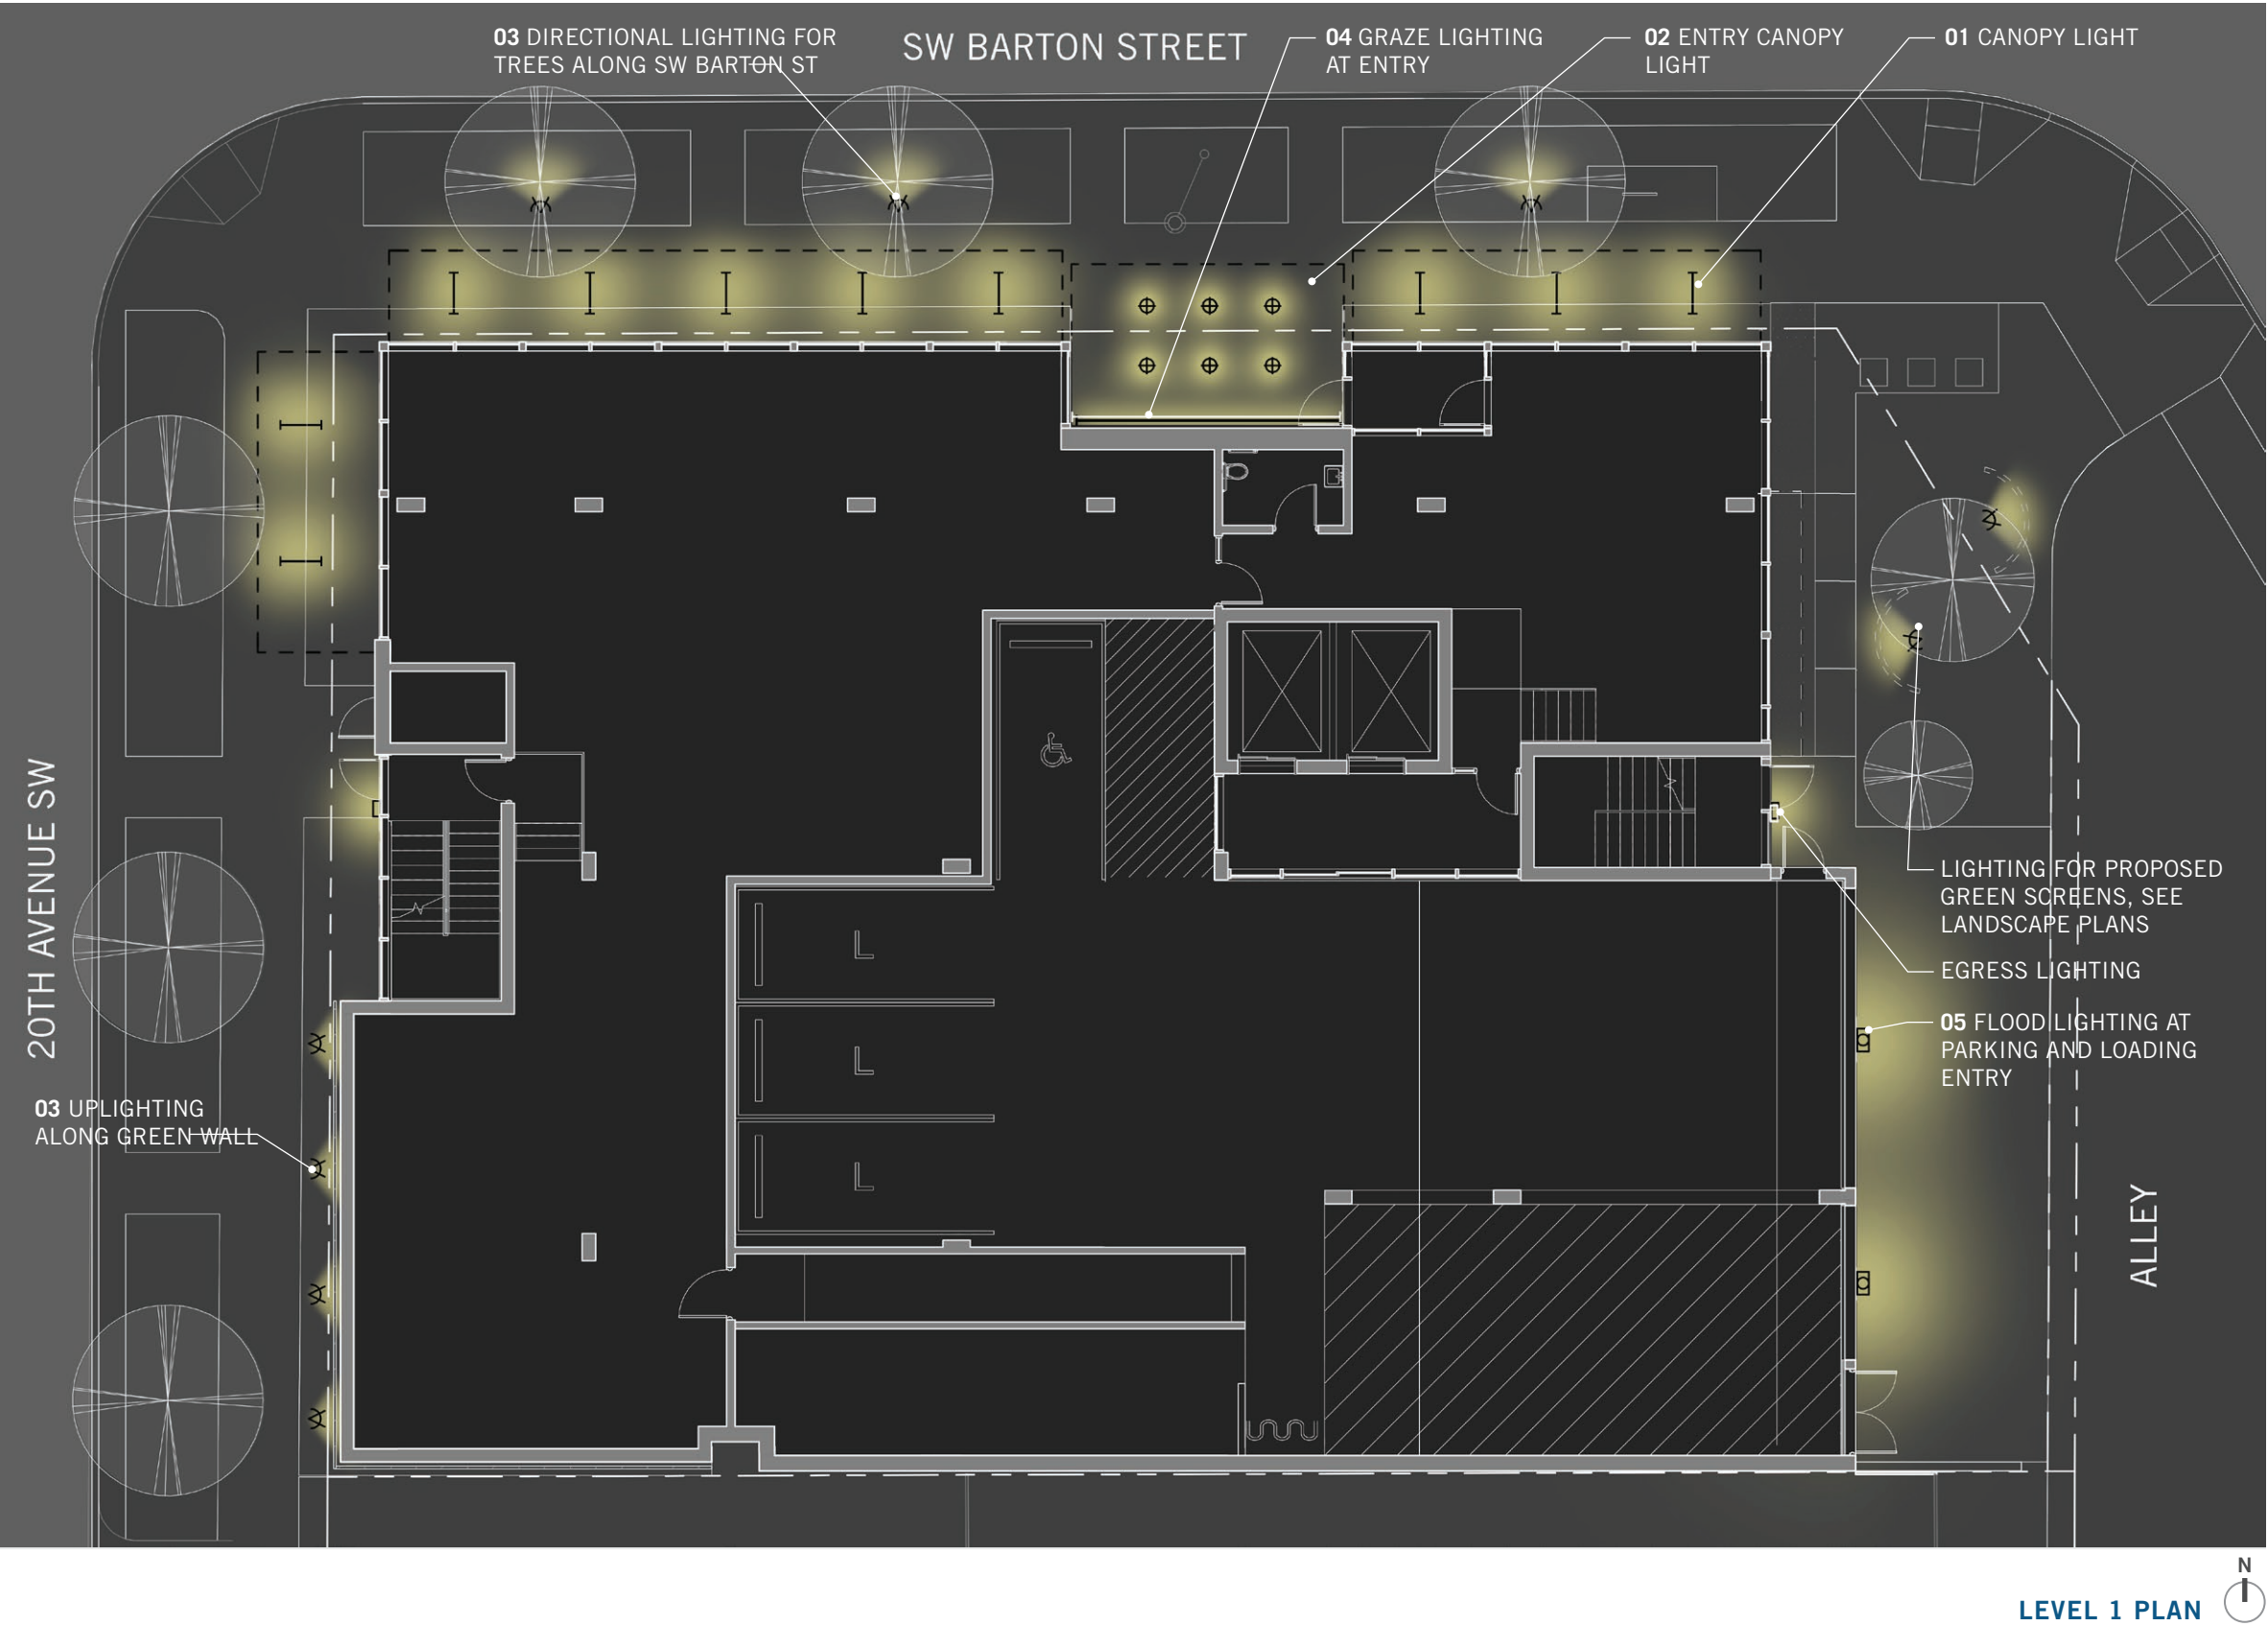 03 DIRECTIONAL LIGHTING FOR
TREES ALONG SW BARTON ST
SW BARTON STREET
04 GRAZE LIGHTING
AT ENTRY
02 ENTRY CANOPY
LIGHT
01 CANOPY LIGHT
20TH AVENUE SW
L
L
L
LIGHTING FOR PROPOSED
GREEN SCREENS, SEE
LANDSCAPE PLANS
EGRESS LIGHTING
05 FLOOD LIGHTING AT
PARKING AND LOADING
ENTRY
03 UPLIGHTING
ALONG GREEN WALL
ALLEY
N
LEVEL 1 PLAN